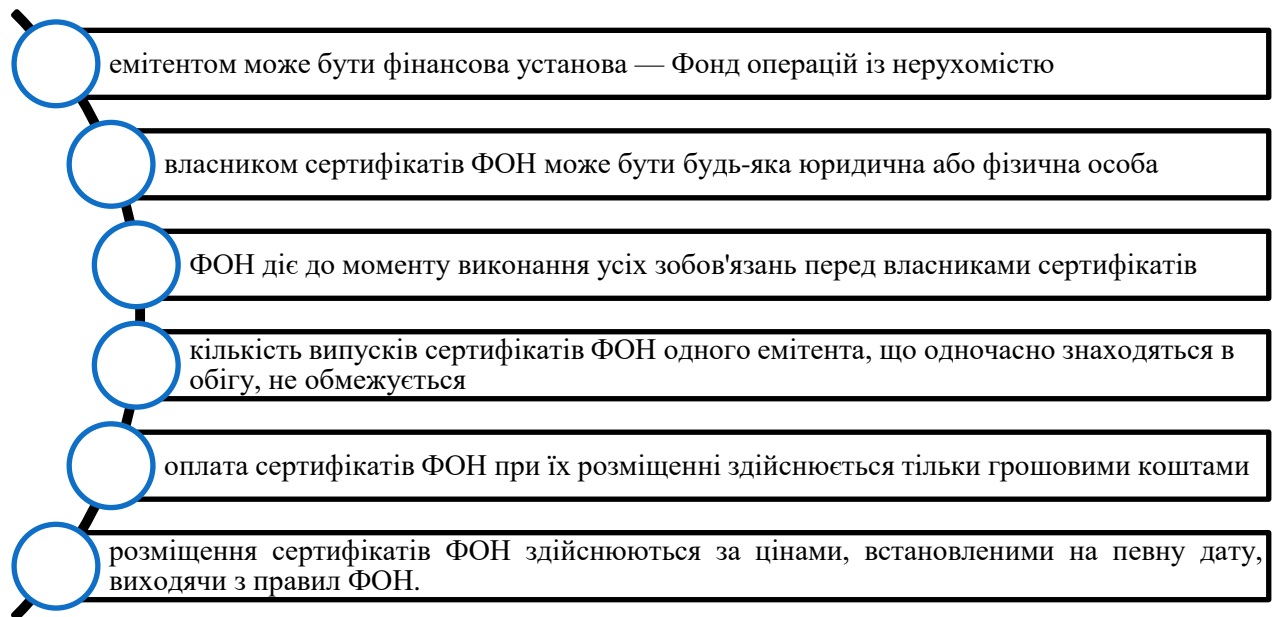 емітентом може бути фінансова установа — Фонд операцій із нерухомістю
власником сертифікатів ФОН може бути будь-яка юридична або фізична особа
ФОН діє до моменту виконання усіх зобов'язань перед власниками сертифікатів
кількість випусків сертифікатів ФОН одного емітента, що одночасно знаходяться в
обігу, не обмежується
оплата сертифікатів ФОН при їх розміщенні здійснюється тільки грошовими коштами
розміщення сертифікатів ФОН здійснюються за цінами, встановленими на певну дату,
виходячи з правил ФОН.